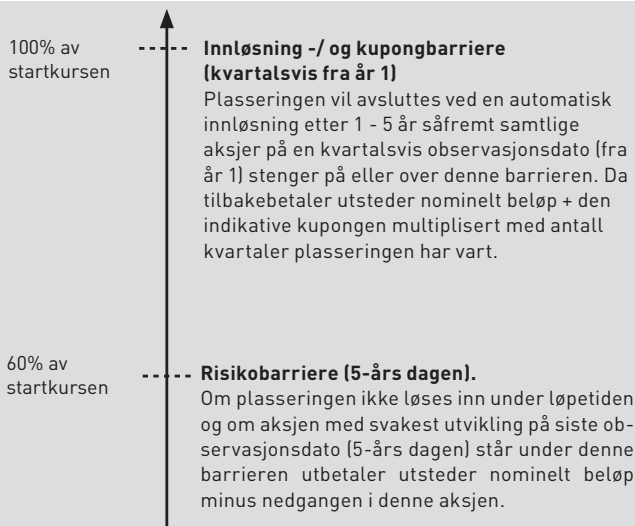 100% av
startkursen
Innløsning -/ og kupongbarriere
(kvartalsvis fra år 1)
Plasseringen vil avsluttes ved en automatisk
innløsning etter 1 - 5 år såfremt samtlige
aksjer på en kvartalsvis observasjonsdato (fra
år 1) stenger på eller over denne barrieren. Da
tilbakebetaler utsteder nominelt beløp + den
indikative kupongen multiplisert med antall
kvartaler plasseringen har vart.
60% av
startkursen
Risikobarriere (5-års dagen).
Om plasseringen ikke løses inn under løpetiden
og om aksjen med svakest utvikling på siste ob-
servasjonsdato (5-års dagen) står under denne
barrieren utbetaler utsteder nominelt beløp
minus nedgangen i denne aksjen.